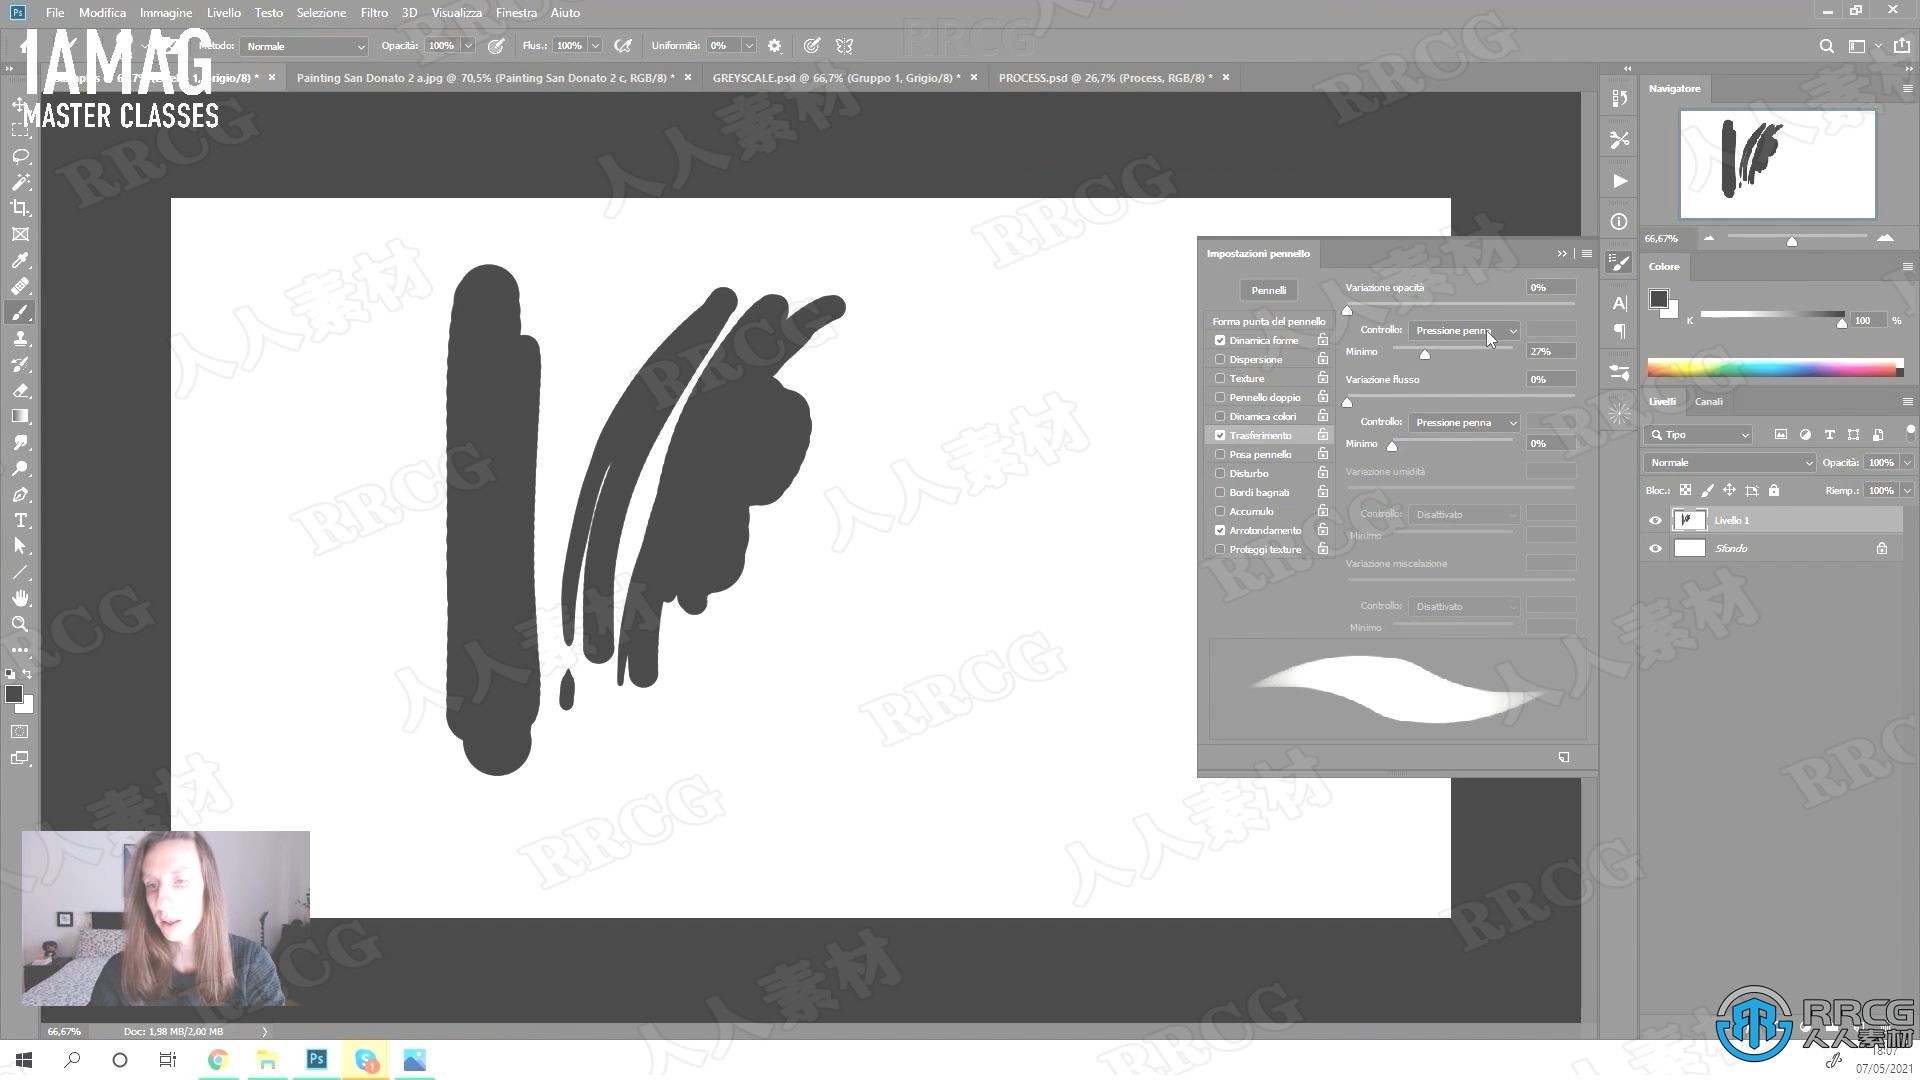 File Modifica Immagine Livello Testo Selezione Filtro 3D Visualizza Finestra Aiuto
IAMAG
MASTER CLASSES
Normale Opacità: 100% Flus.: 100% Uniformità: 0%
Painting San Donato 2 a.jpg @ 70,5% (Painting San Donato 2 c, RGB/8) * × GREYSCALE.psd @ 66,7% (Gruppo 1, Grigio/8) * × PROCESS.psd @ 26,7% (Process, RGB/8) * ×
Navigatore
66,67%
Colore
K 100 %
Livelli Canali
Tipo
Normale Opacità: 100%
Bloc.: Riemp.: 100%
Livello 1
Sfondo
Impostazioni pennello
Pennelli
Forma punta del pennello
Dinamica forme
Dispersione
Texture
Pennello doppio
Dinamica colori
Trasferimento
Posa pennello
Disturbo
Bordi bagnati
Accumulo
Arrotondamento
Proteggi texture
Variazione opacità 0%
Controllo: Pressione penna
Minimo 27%
Variazione flusso 0%
Controllo: Pressione penna
Minimo 0%
Variazione umidità
Controllo: Disattivato
Minimo
Variazione miscelazione
Controllo: Disattivato
Minimo
66,67% Doc: 1,98 MB/2,00 MB
18:07
07/05/2021
RRCG
人人素材